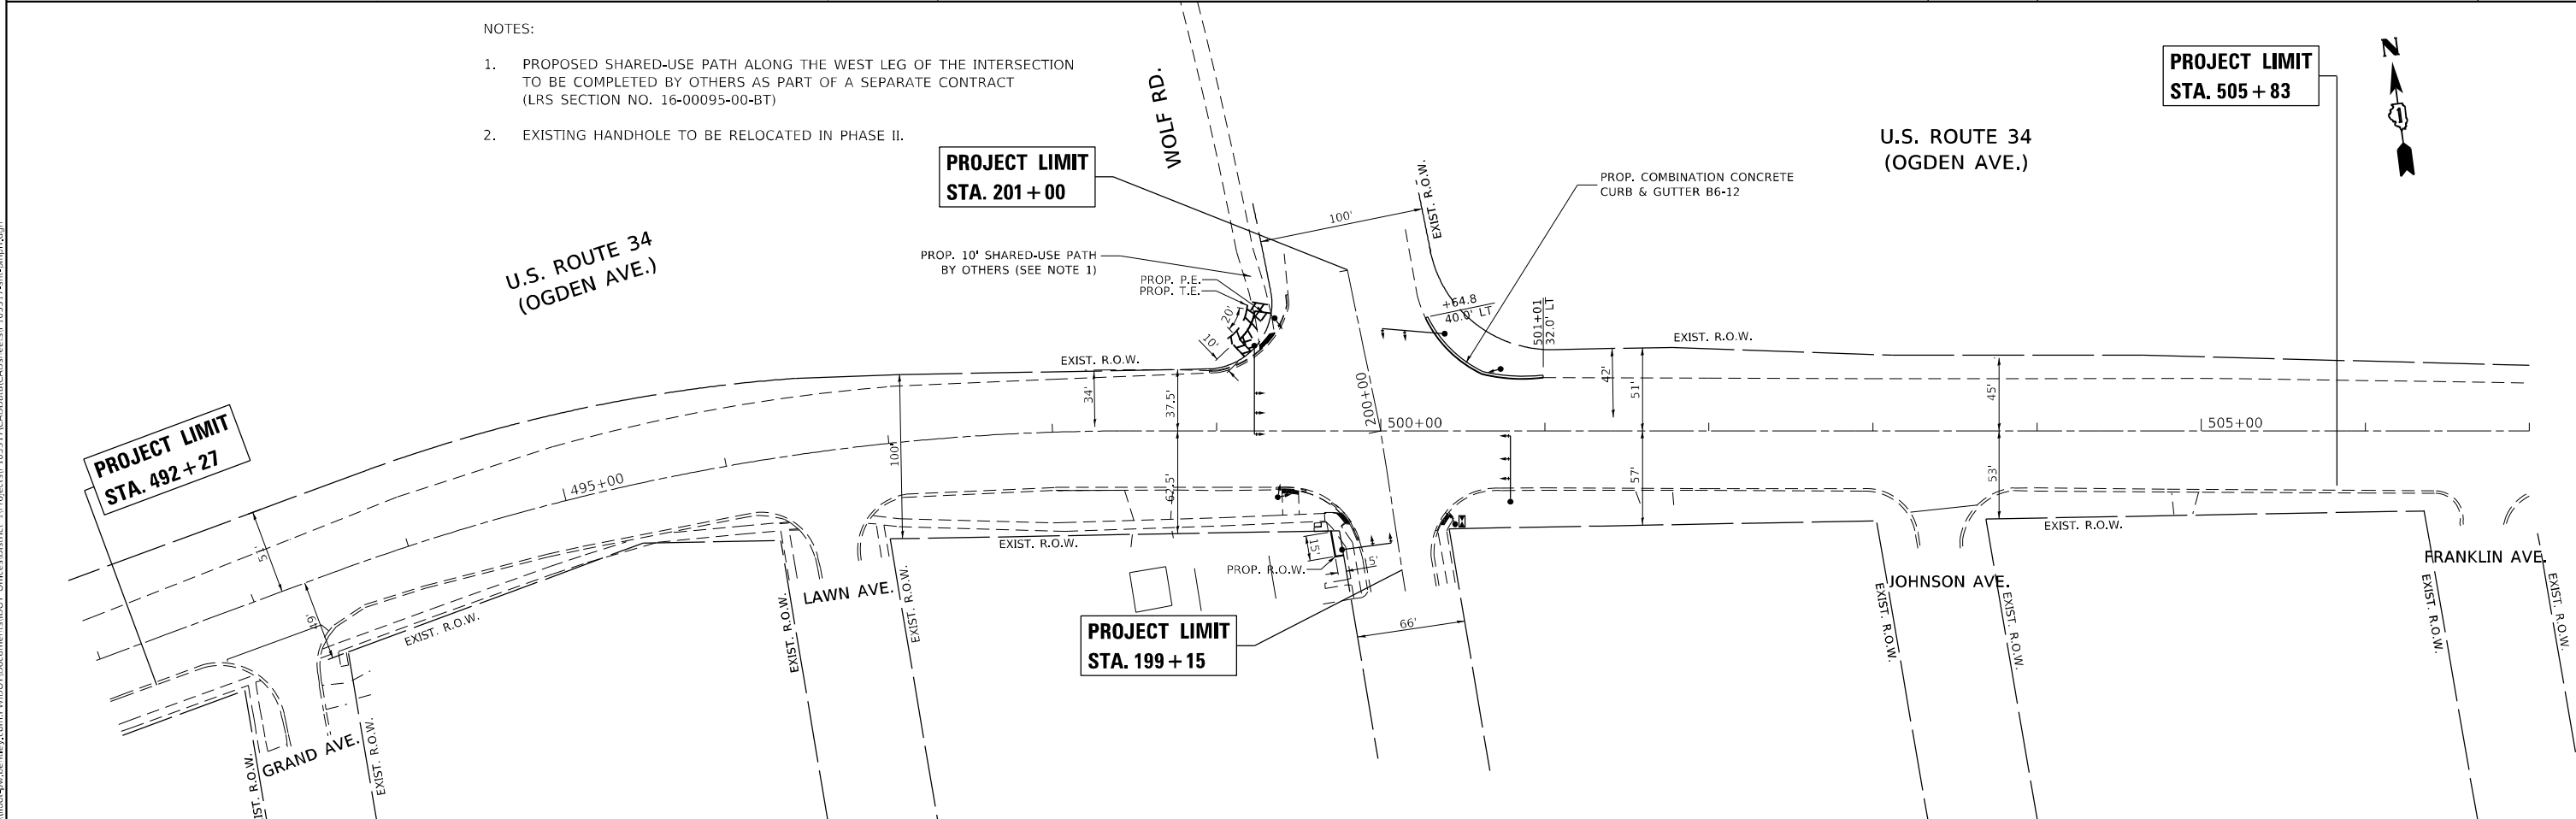 NOTES:
1. PROPOSED SHARED-USE PATH ALONG THE WEST LEG OF THE INTERSECTION
TO BE COMPLETED BY OTHERS AS PART OF A SEPARATE CONTRACT
(LRS SECTION NO. 16-00095-00-BT)
2. EXISTING HANDHOLE TO BE RELOCATED IN PHASE II.
WOLF RD.
PROJECT LIMIT
STA. 201+00
PROJECT LIMIT
STA. 505+83
N
1
U.S. ROUTE 34
(OGDEN AVE.)
U.S. ROUTE 34
(OGDEN AVE.)
PROP. COMBINATION CONCRETE
CURB & GUTTER B6-12
EXIST. R.O.W.
100'
PROP. 10' SHARED-USE PATH
BY OTHERS (SEE NOTE 1)
PROP. P.E.
PROP. T.E.
20'
10'
+64.8
40.0' LT
501+01
32.0' LT
EXIST. R.O.W.
EXIST. R.O.W.
34'
37.5'
42'
51'
45'
100'
62.5'
57'
53'
200+00
500+00
505+00
495+00
PROJECT LIMIT
STA. 492+27
51'
49'
EXIST. R.O.W.
EXIST. R.O.W.
EXIST. R.O.W.
15'
5'
PROP. R.O.W.
66'
PROJECT LIMIT
STA. 199+15
LAWN AVE.
EXIST. R.O.W.
EXIST. R.O.W.
GRAND AVE.
EXIST. R.O.W.
JOHNSON AVE.
EXIST. R.O.W.
EXIST. R.O.W.
FRANKLIN AVE.
EXIST. R.O.W.
EXIST. R.O.W.